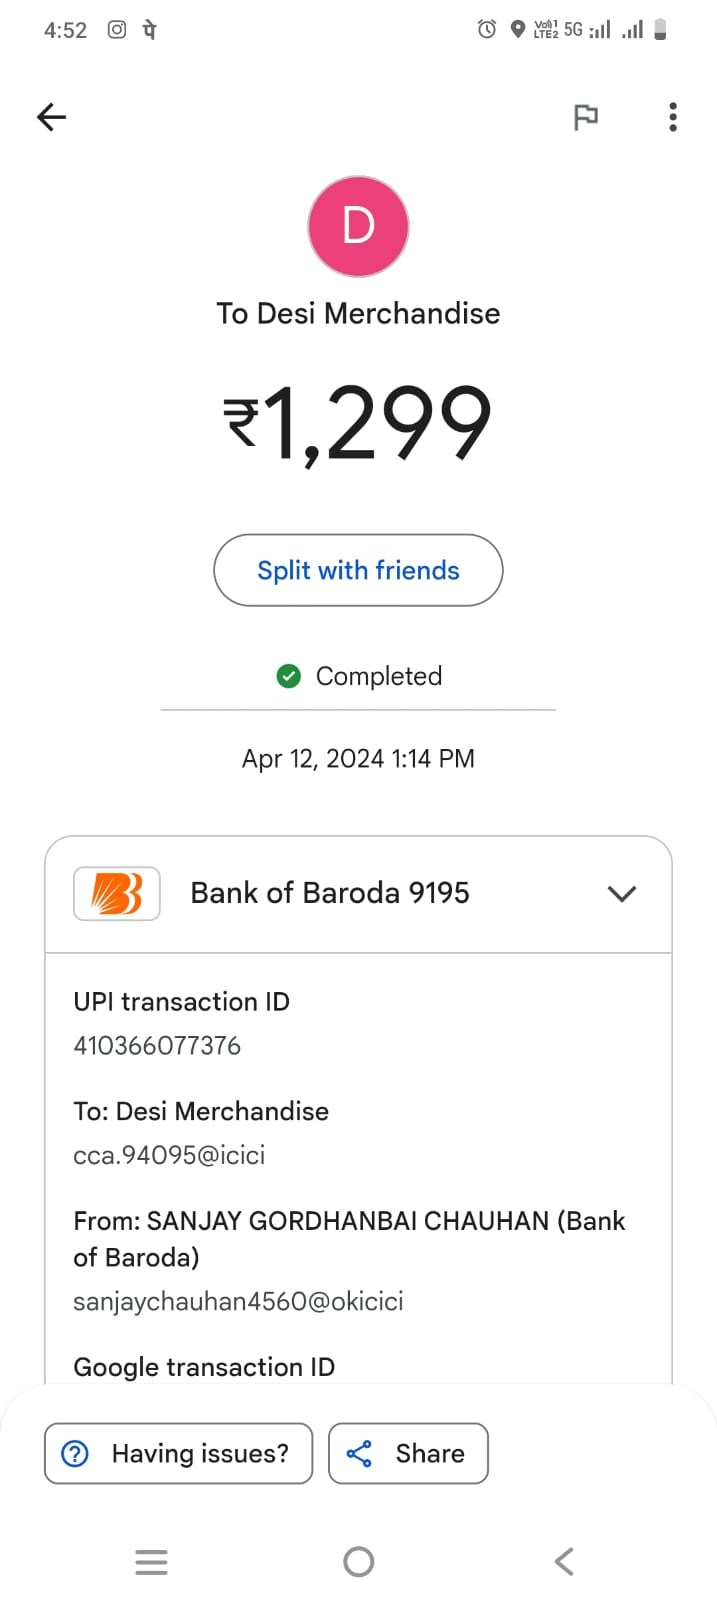 4:52 पे Vo))1 LTE2 5G
D
To Desi Merchandise
₹1,299
Split with friends
Completed
Apr 12, 2024 1:14 PM
Bank of Baroda 9195
UPI transaction ID
410366077376
To: Desi Merchandise
cca.94095@icici
From: SANJAY GORDHANBAI CHAUHAN (Bank
of Baroda)
sanjaychauhan4560@okicici
Google transaction ID
Having issues? Share